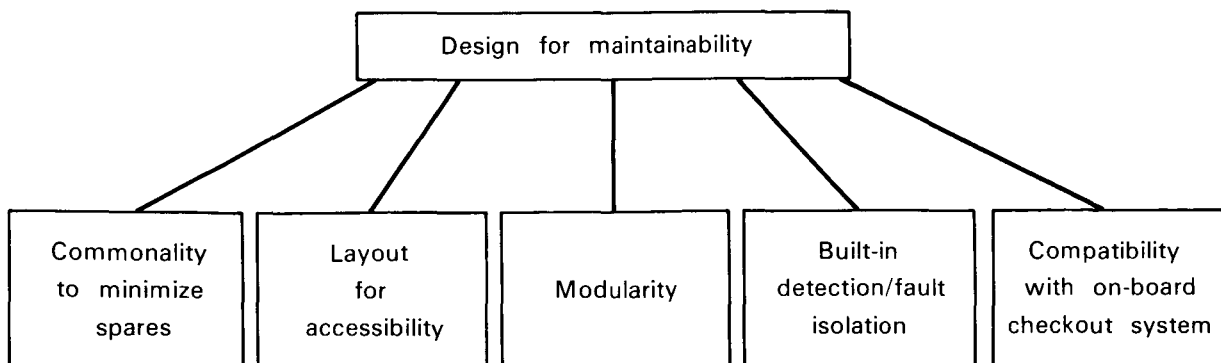 Design for maintainability
Commonality
to minimize
spares
Layout
for
accessibility
Modularity
Built-in
detection/fault
isolation
Compatibility
with on-board
checkout system